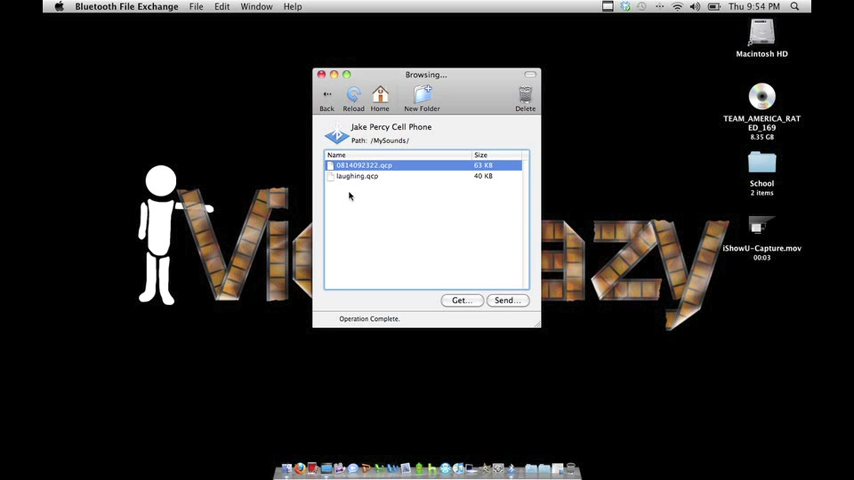 Bluetooth File Exchange File Edit Window Help Thu 9:54 PM
Macintosh HD
Browsing...
Back Reload Home New Folder Delete
TEAM_AMERICA_RAT
ED_169
8.35 GB
Jake Percy Cell Phone
Path: /MySounds/
Name Size
0814092322.qcp 63 KB
laughing.qcp 40 KB
School
2 items
iShowU-Capture.mov
00:03
Get... Send...
Operation Complete.